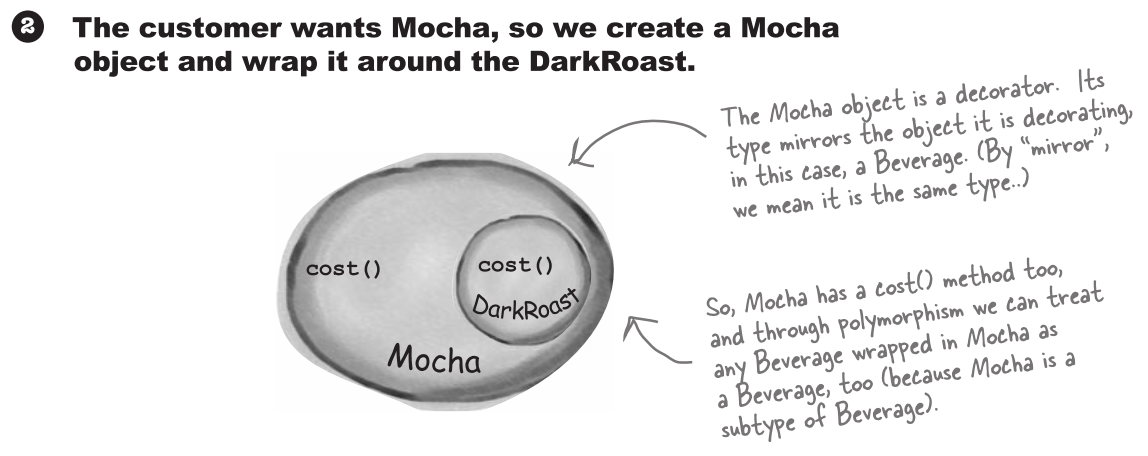 2 The customer wants Mocha, so we create a Mocha
object and wrap it around the DarkRoast.
The Mocha object is a decorator. Its
type mirrors the object it is decorating,
in this case, a Beverage. (By “mirror”,
we mean it is the same type..)
cost()
cost()
DarkRoast
Mocha
So, Mocha has a cost() method too,
and through polymorphism we can treat
any Beverage wrapped in Mocha as
a Beverage, too (because Mocha is a
subtype of Beverage).